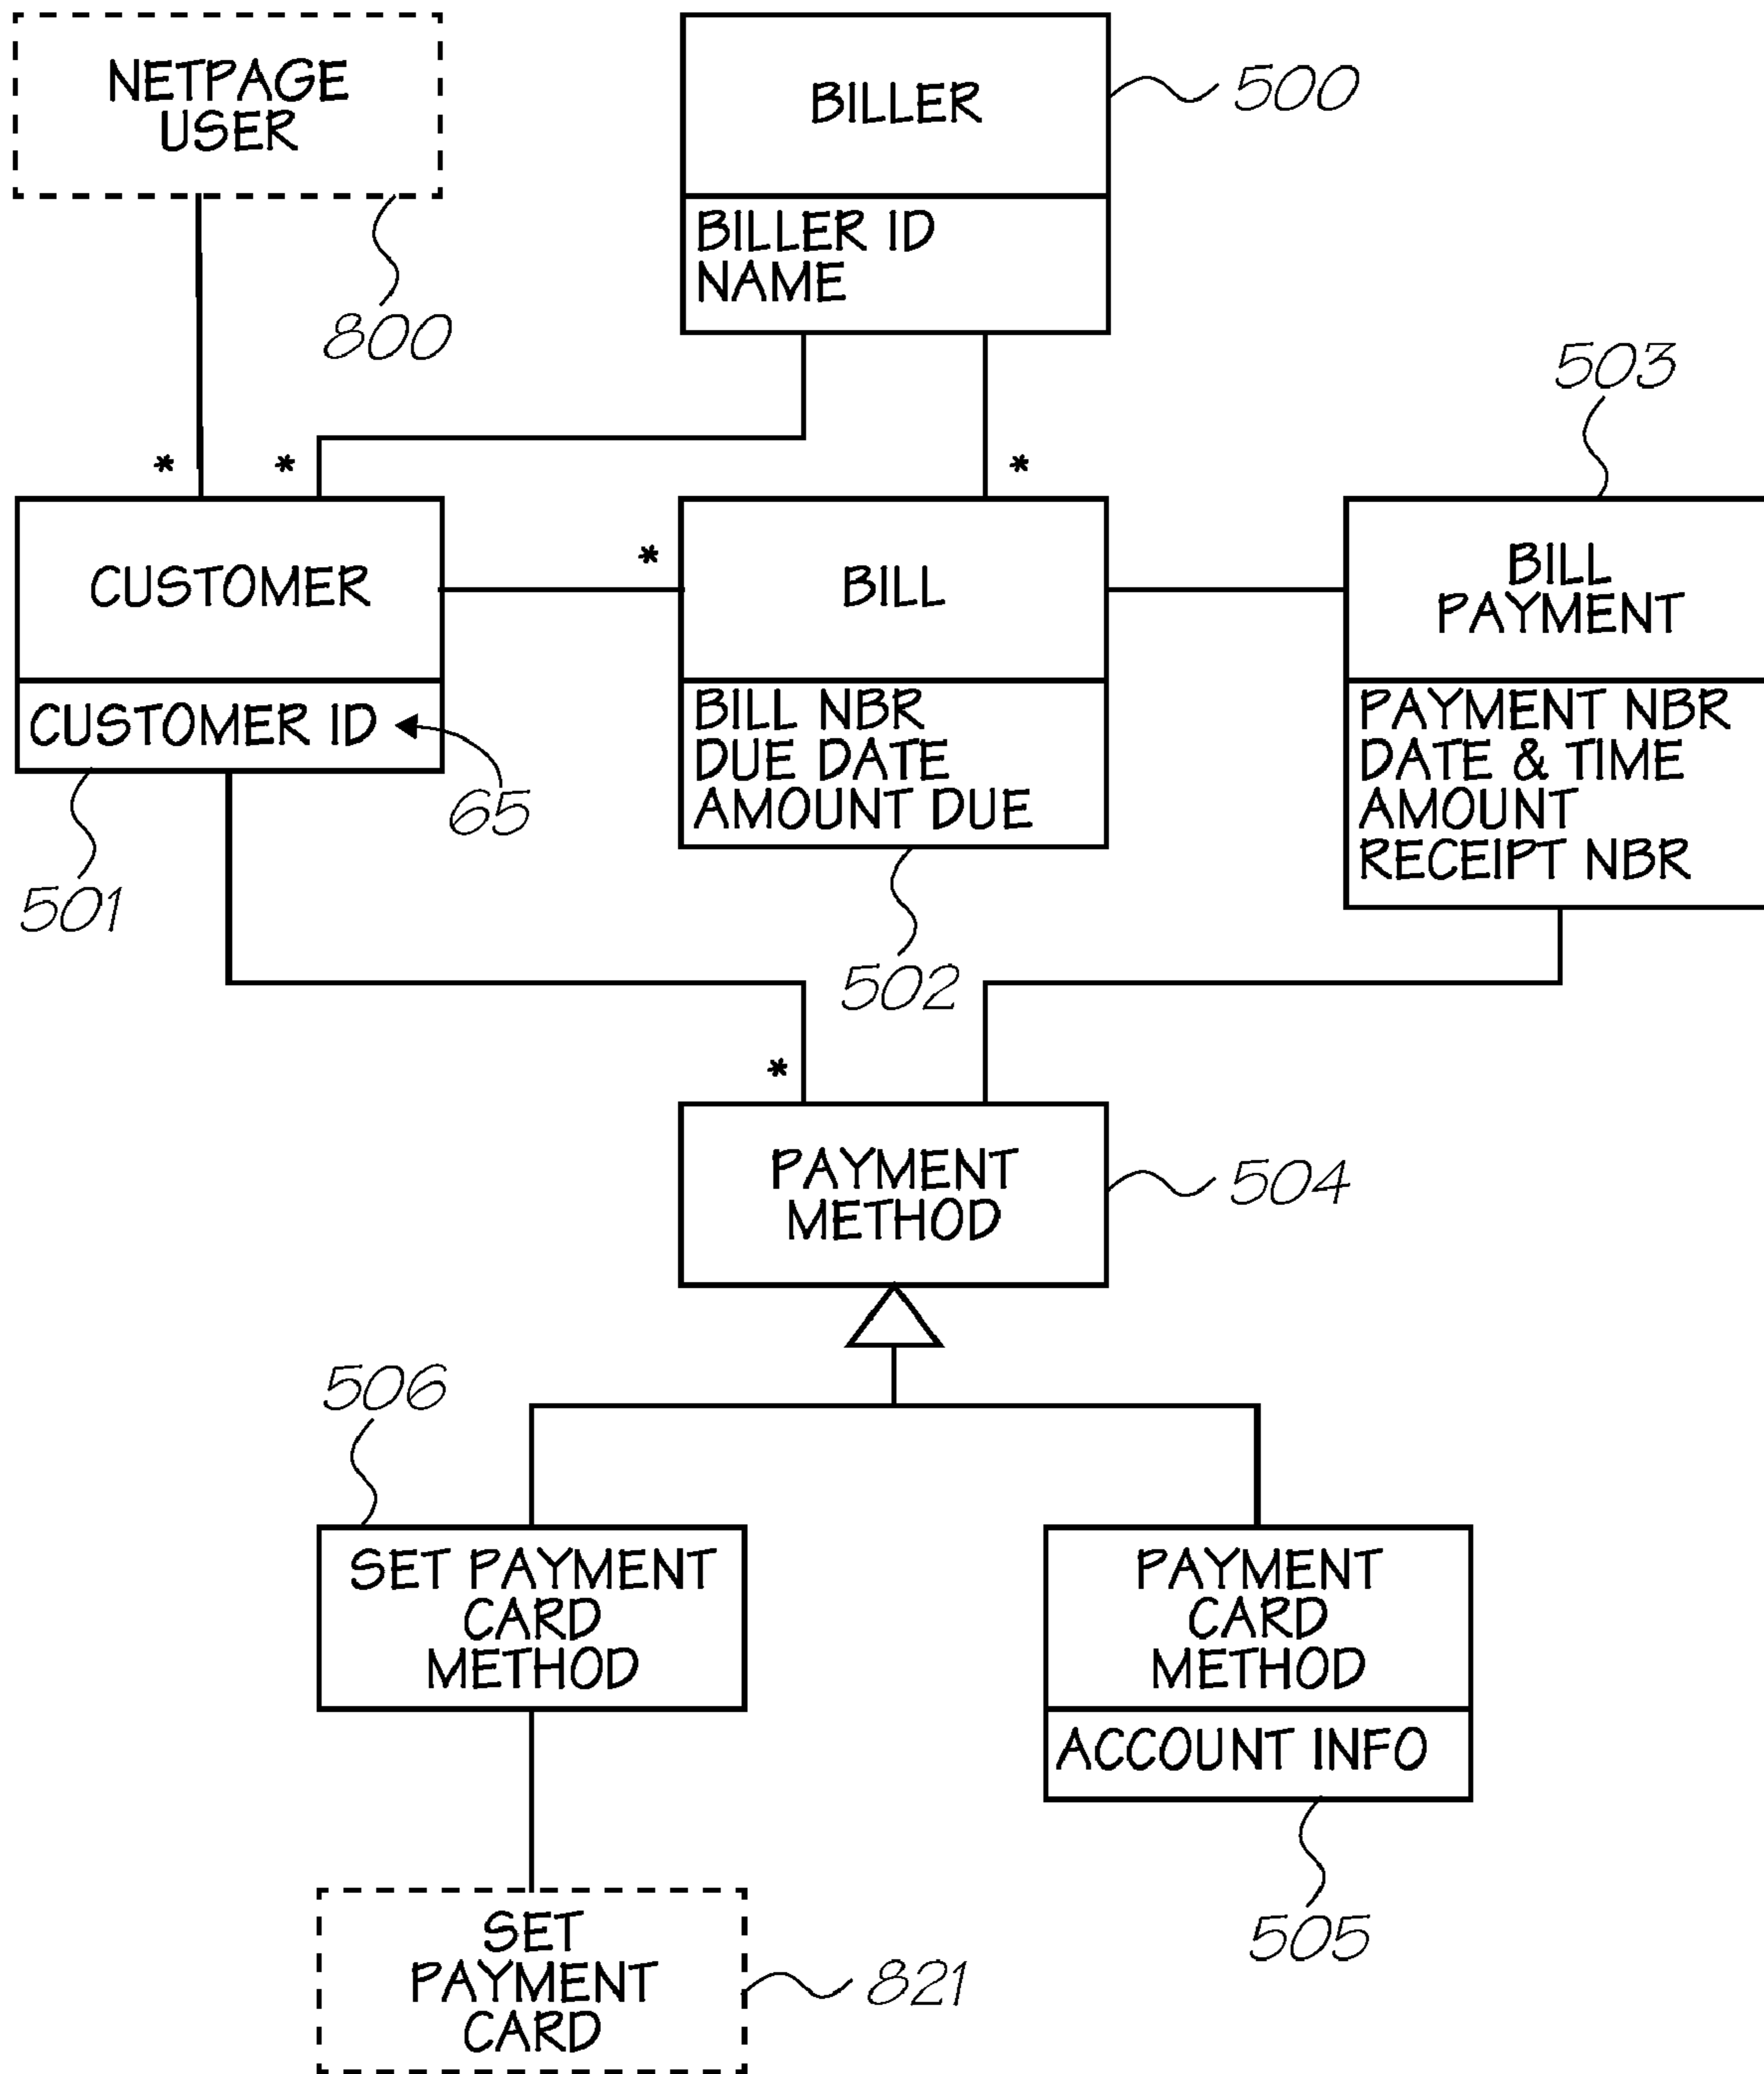 NETPAGE
USER
BILLER
500
BILLER ID
NAME
800
503
*
*
*
CUSTOMER
*
BILL
BILL
PAYMENT
CUSTOMER ID
65
BILL NBR
DUE DATE
AMOUNT DUE
PAYMENT NBR
DATE & TIME
AMOUNT
RECEIPT NBR
501
502
*
PAYMENT
METHOD
504
506
SET PAYMENT
CARD
METHOD
PAYMENT
CARD
METHOD
ACCOUNT INFO
505
SET
PAYMENT
CARD
821